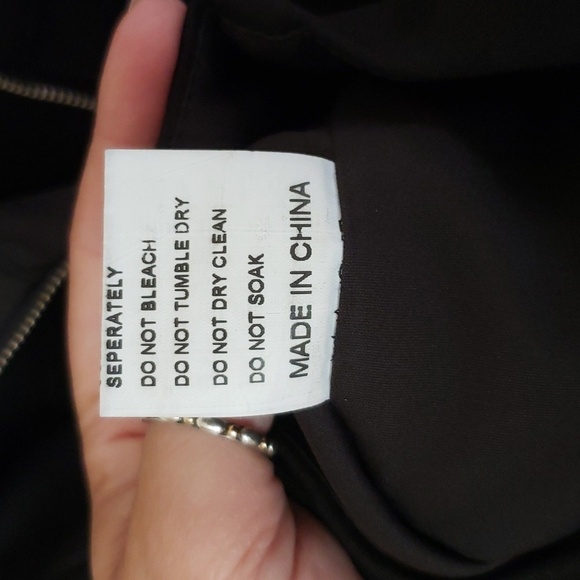 SEPERATELY
DO NOT BLEACH
DO NOT TUMBLE DRY
DO NOT DRY CLEAN
DO NOT SOAK
MADE IN CHINA